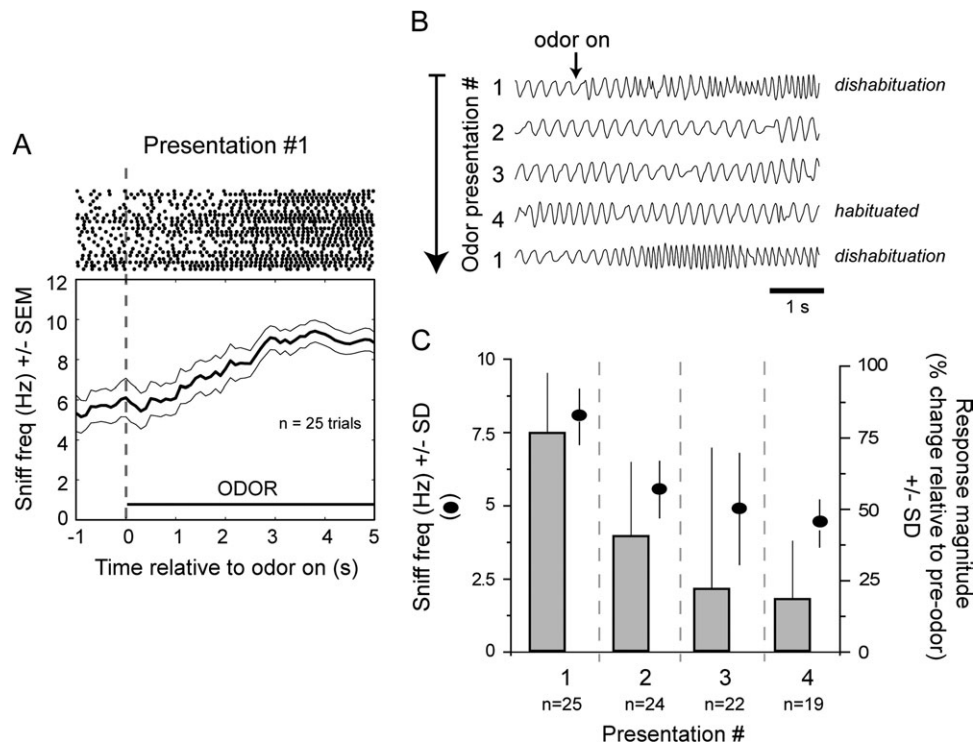 A
Presentation #1
Sniff freq (Hz) +/- SEM
12
10
8
6
4
2
0
n = 25 trials
ODOR
-1 0 1 2 3 4 5
Time relative to odor on (s)
B
odor on
Odor presentation #
1 dishabituation
2
3
4 habituated
1 dishabituation
1 s
C
Sniff freq (Hz) +/- SD
( )
10
7.5
5
2.5
0
100
75
50
25
0
Response magnitude
(% change relative to pre-odor)
+/- SD
1 2 3 4
n=25 n=24 n=22 n=19
Presentation #